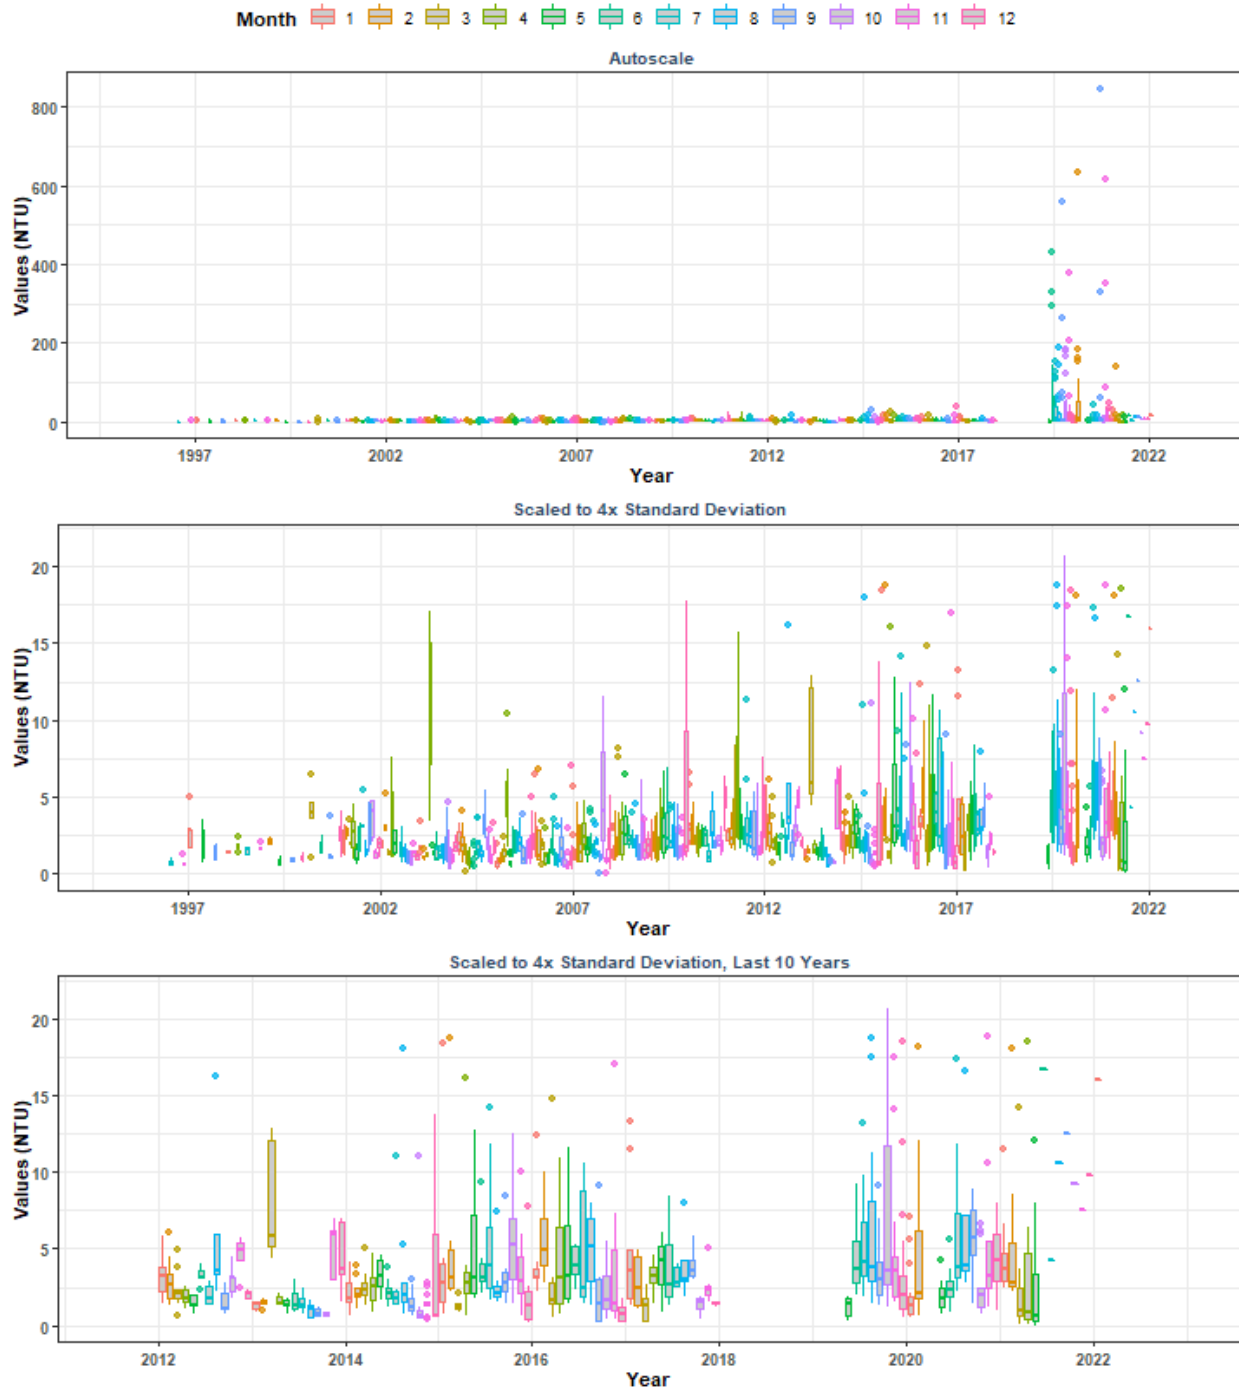 Month 1 2 3 4 5 6 7 8 9 10 11 12
Autoscale
Values (NTU)
800
600
400
200
0
1997 2002 2007 2012 2017 2022
Year
Scaled to 4x Standard Deviation
Values (NTU)
20
15
10
5
0
1997 2002 2007 2012 2017 2022
Year
Scaled to 4x Standard Deviation, Last 10 Years
Values (NTU)
20
15
10
5
0
2012 2014 2016 2018 2020 2022
Year